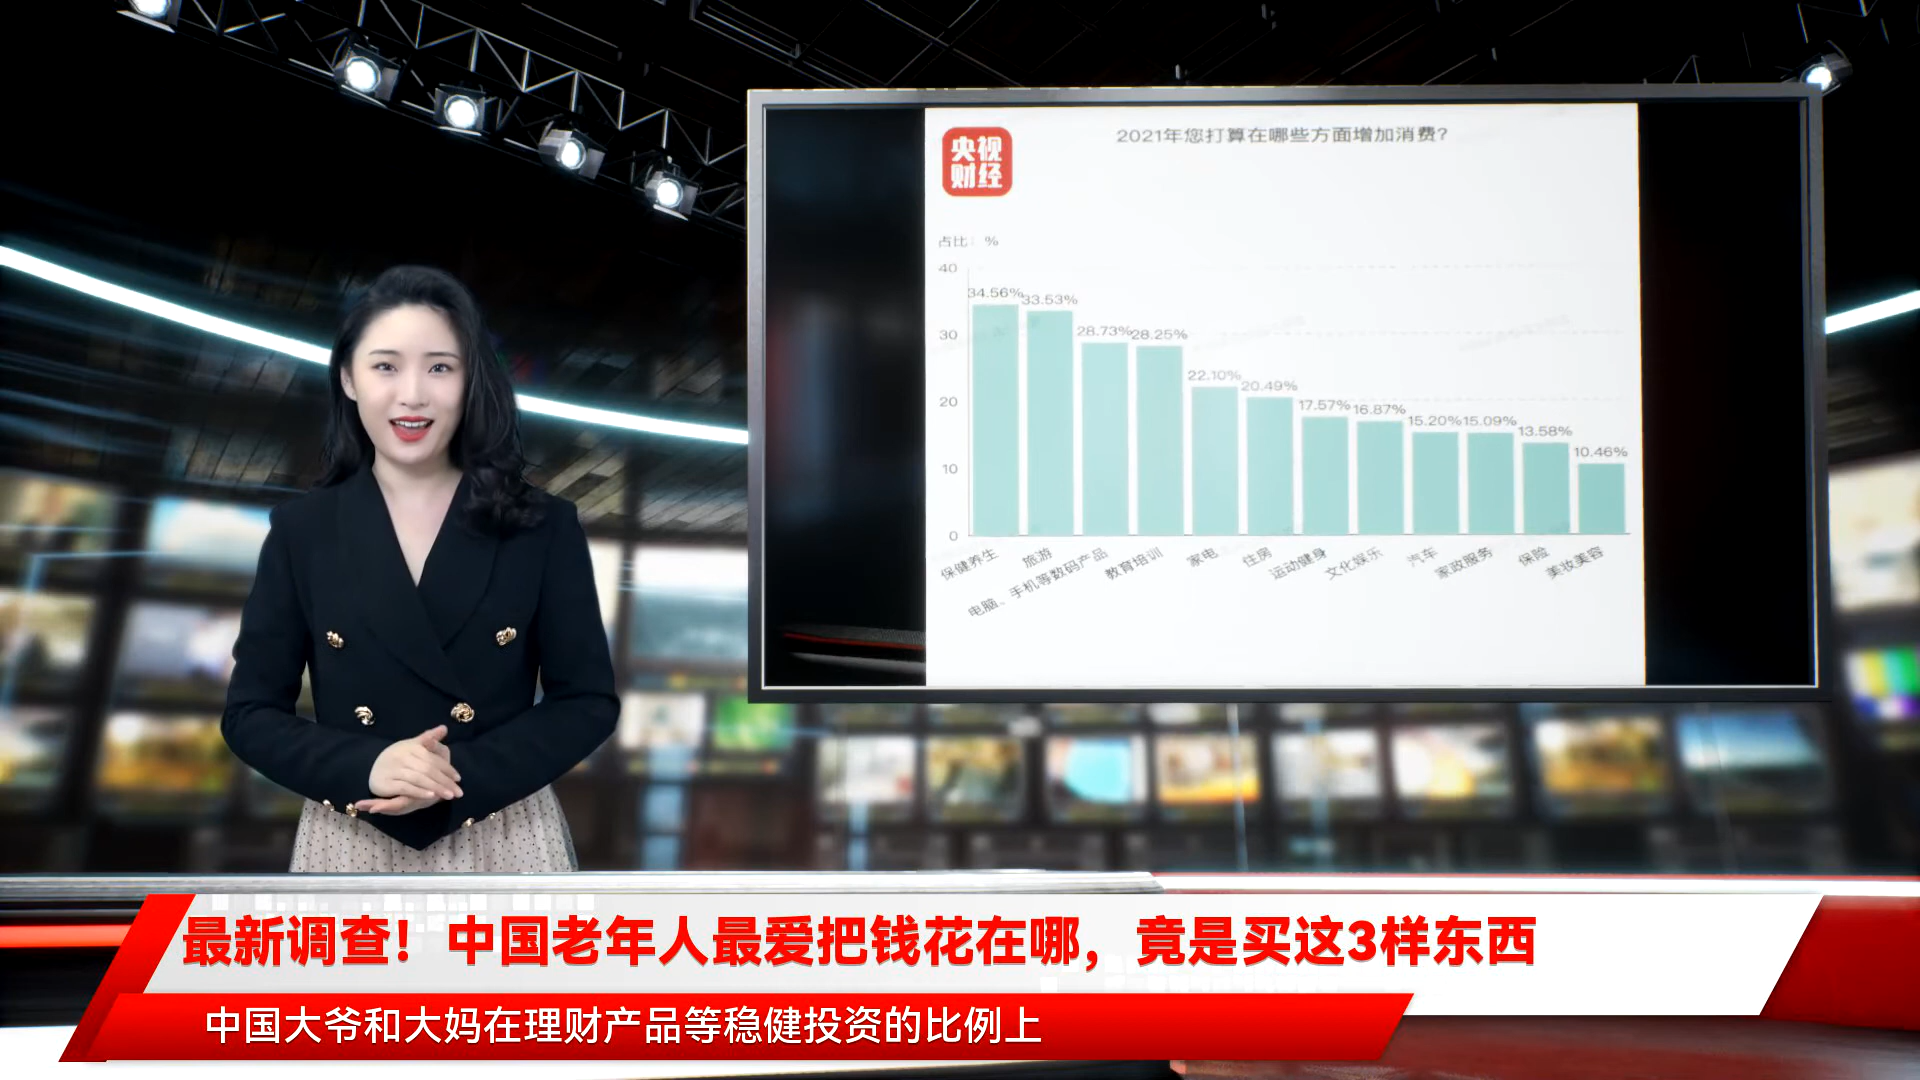 央视
财经
2021年您打算在哪些方面增加消费?
占比: %
40
30
20
10
0
34.56%
33.53%
28.73%
28.25%
22.10%
20.49%
17.57%
16.87%
15.20%
15.09%
13.58%
10.46%
保健养生
旅游
电脑、手机等数码产品
教育培训
家电
住房
运动健身
文化娱乐
汽车
家政服务
保险
美妆美容
最新调查！中国老年人最爱把钱花在哪，竟是买这3样东西
中国大爷和大妈在理财产品等稳健投资的比例上